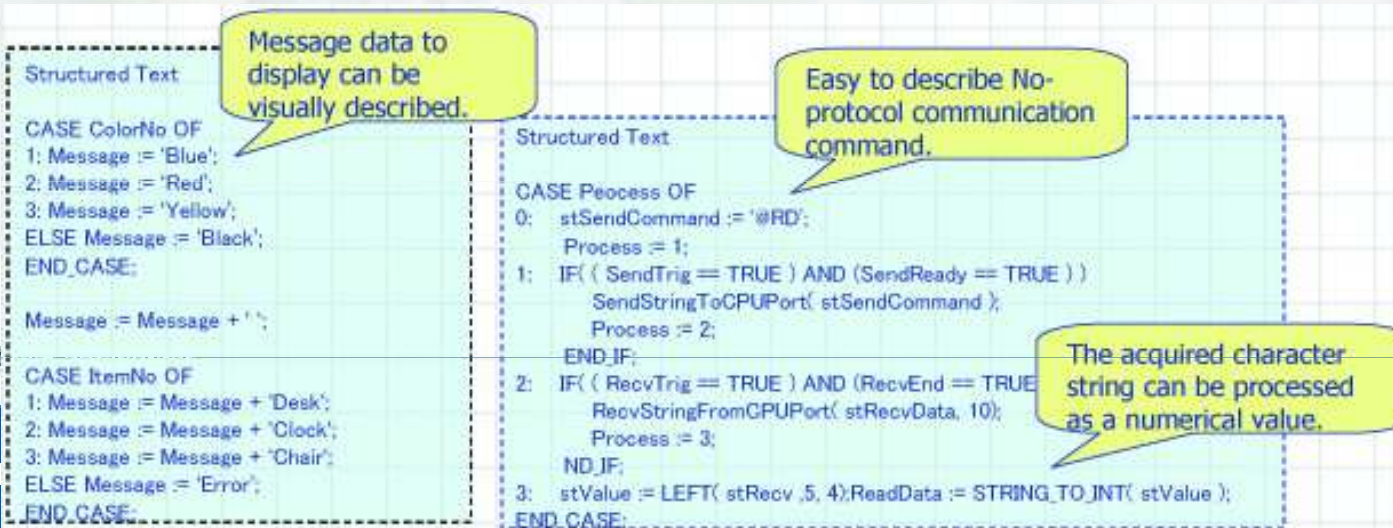 Message data to
display can be
visually described.
Structured Text
CASE ColorNo OF
1: Message := 'Blue';
2: Message := 'Red';
3: Message := 'Yellow';
ELSE Message := 'Black';
END_CASE;
Message := Message + ' ';
CASE ItemNo OF
1: Message := Message + 'Desk';
2: Message := Message + 'Clock';
3: Message := Message + 'Chair';
ELSE Message := 'Error';
END_CASE;
Easy to describe No-
protocol communication
command.
Structured Text
CASE Peocess OF
0: stSendCommand := '@RD';
Process := 1;
1: IF( ( SendTrig == TRUE ) AND (SendReady == TRUE ) )
SendStringToCPUPort( stSendCommand );
Process := 2;
END_IF;
2: IF( ( RecvTrig == TRUE ) AND (RecvEnd == TRUE
RecvStringFromCPUPort( stRecvData, 10);
Process := 3;
ND_IF;
3: stValue := LEFT( stRecv ,5, 4);ReadData := STRING_TO_INT( stValue );
END_CASE;
The acquired character
string can be processed
as a numerical value.